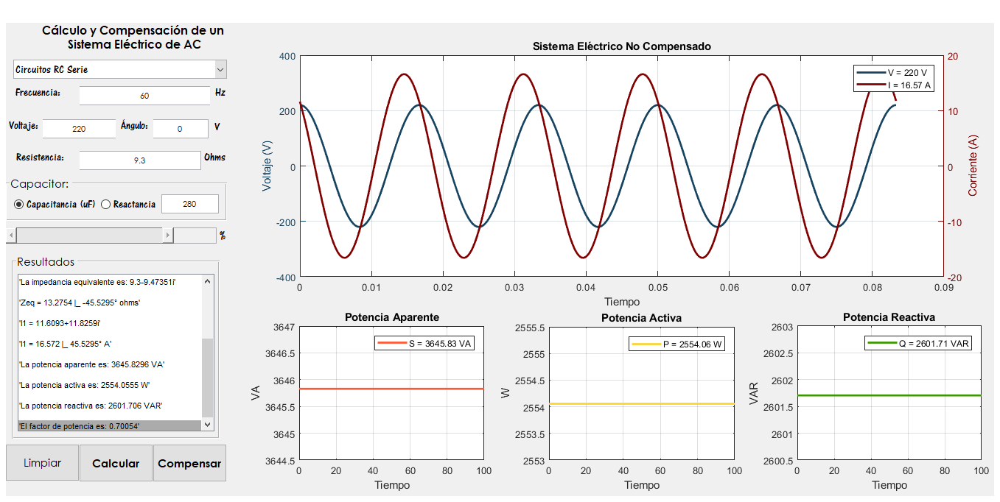 Cálculo y Compensación de un
Sistema Eléctrico de AC
Circuitos RC Serie
Frecuencia: 60 Hz
Voltaje: 220 Ángulo: 0 V
Resistencia: 9.3 Ohms
Capacitor:
Capacitancia (uF) Reactancia 280
%
Resultados
'La impedancia equivalente es: 9.3-9.47351i'
'Zeq = 13.2754 |_ -45.5295° ohms'
'I1 = 11.6093+11.8259i'
'I1 = 16.572 |_ 45.5295° A'
'La potencia aparente es: 3645.8296 VA'
'La potencia activa es: 2554.0555 W'
'La potencia reactiva es: 2601.706 VAR'
'El factor de potencia es: 0.70054'
Limpiar Calcular Compensar
Sistema Eléctrico No Compensado
V = 220 V
I = 16.57 A
Voltaje (V)
400
200
0
-200
-400
Corriente (A)
20
10
0
-10
-20
0 0.01 0.02 0.03 0.04 0.05 0.06 0.07 0.08 0.09
Tiempo
Potencia Aparente
S = 3645.83 VA
VA
3647
3646.5
3646
3645.5
3645
3644.5
0 20 40 60 80 100
Tiempo
Potencia Activa
P = 2554.06 W
W
2555.5
2555
2554.5
2554
2553.5
2553
0 20 40 60 80 100
Tiempo
Potencia Reactiva
Q = 2601.71 VAR
VAR
2603
2602.5
2602
2601.5
2601
2600.5
0 20 40 60 80 100
Tiempo